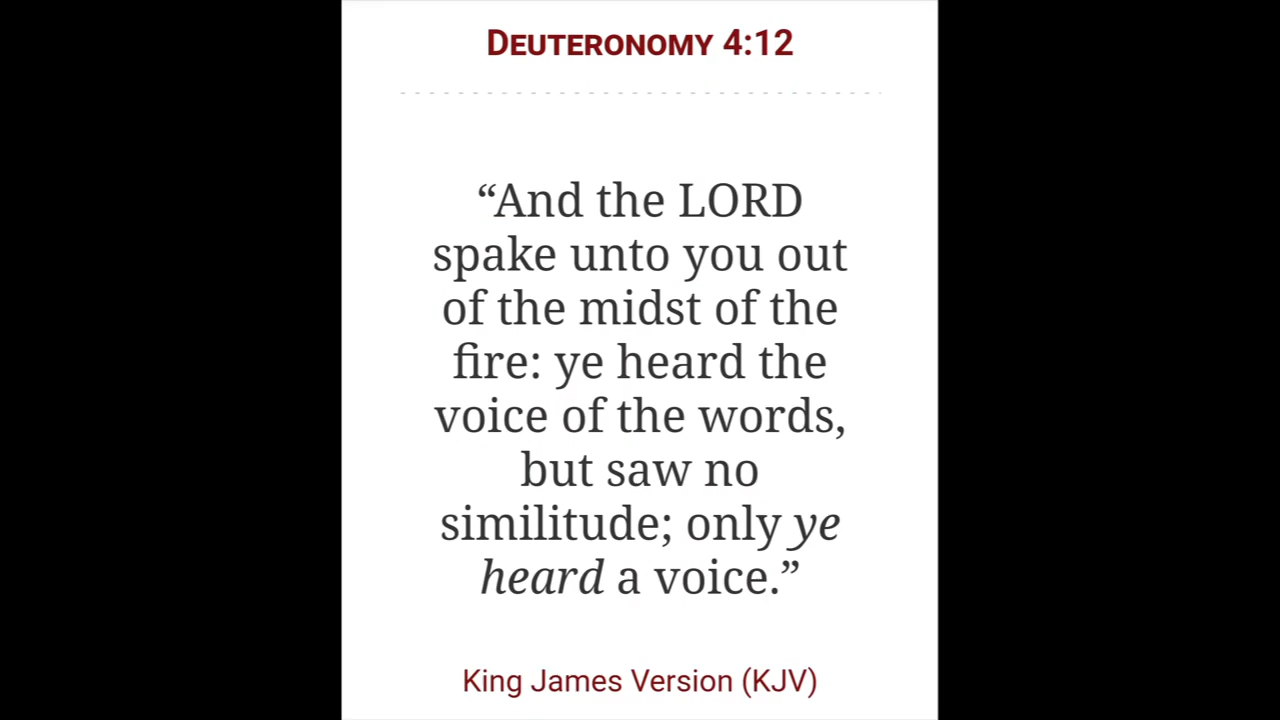 DEUTERONOMY 4:12
“And the LORD
spake unto you out
of the midst of the
fire: ye heard the
voice of the words,
but saw no
similitude; only ye
heard a voice.”
King James Version (KJV)